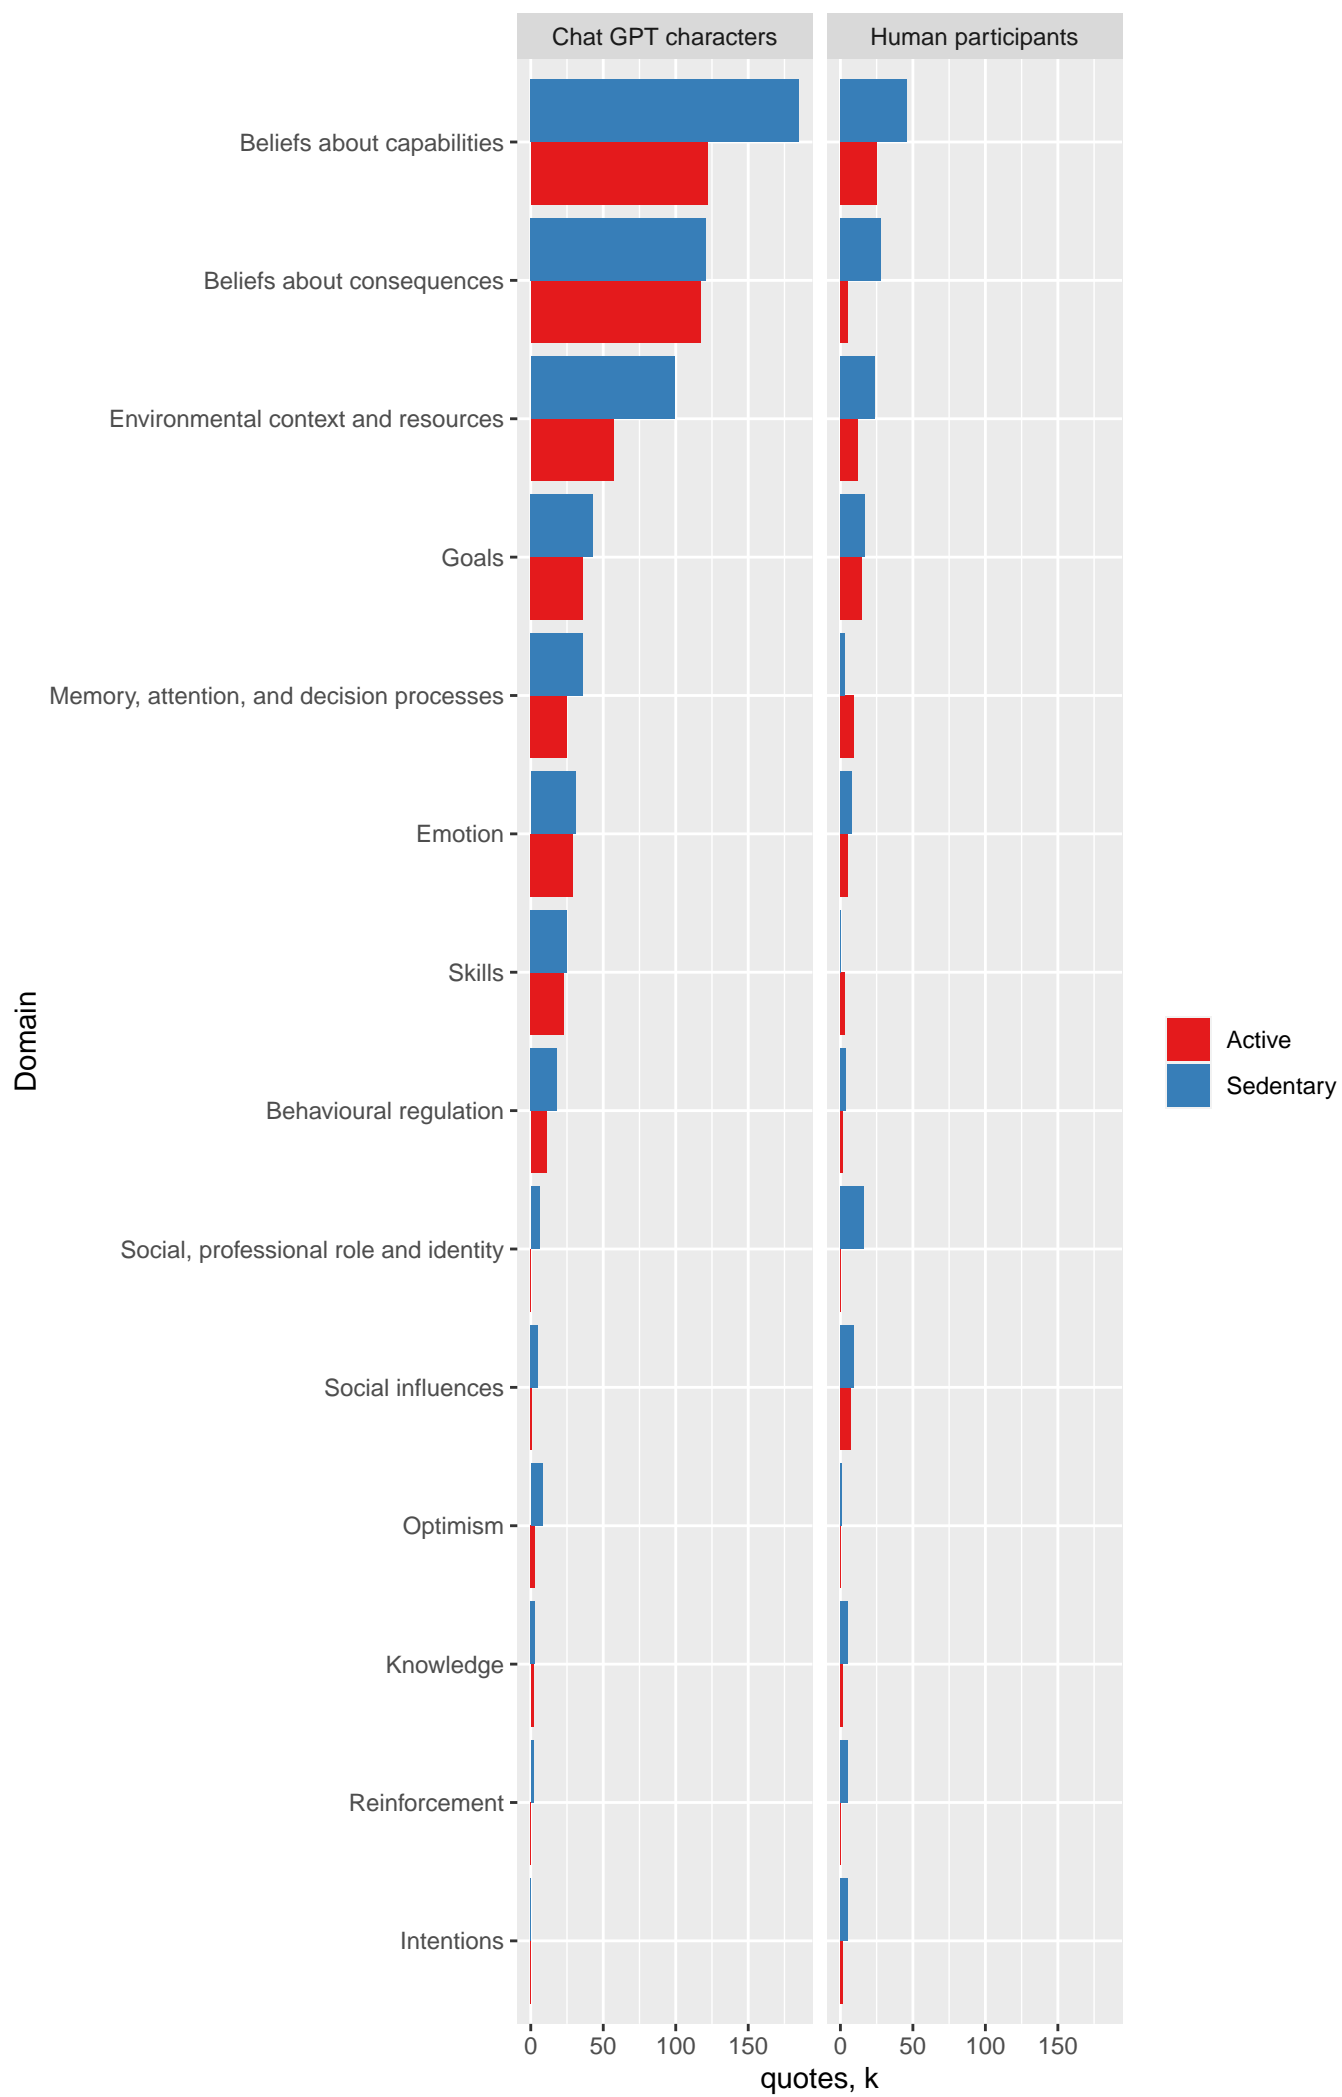 Chat GPT characters
Human participants
Beliefs about capabilities
Beliefs about consequences
Environmental context and resources
Goals
Memory, attention, and decision processes
Emotion
Skills
Behavioural regulation
Social, professional role and identity
Social influences
Optimism
Knowledge
Reinforcement
Intentions
Domain
0 50 100 150
0 50 100 150
quotes, k
Active
Sedentary